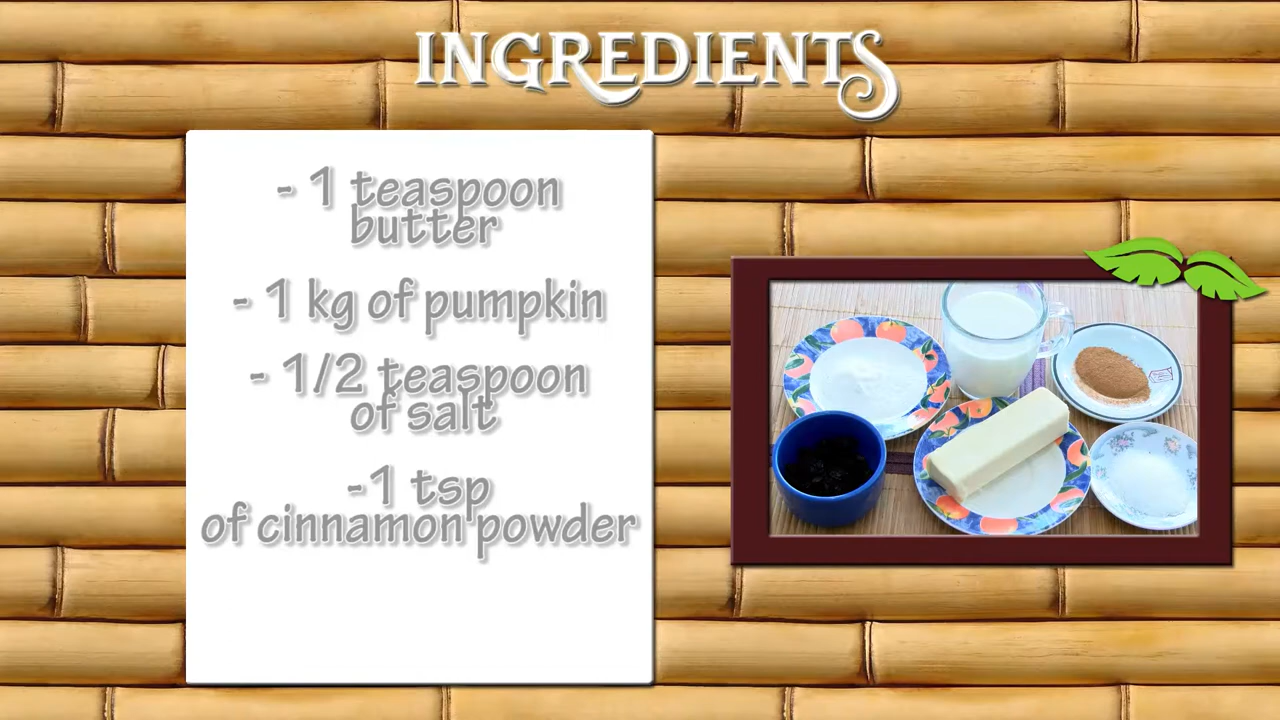 INGREDIENTS
- 1 teaspoon
butter
- 1 kg of pumpkin
- 1/2 teaspoon
of salt
-1 tsp
of cinnamon powder